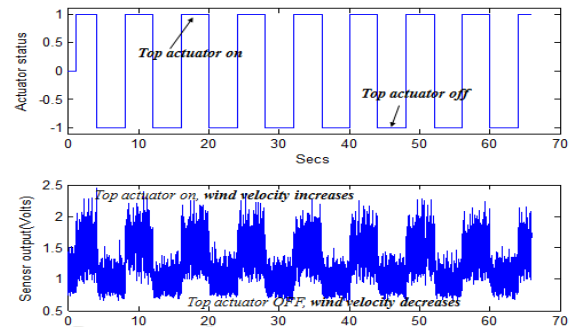 1
0.5
0
-0.5
-1
Actuator status
Top actuator on
Top actuator off
0 10 20 30 40 50 60 70
Secs
2.5
2
1.5
1
0.5
Senosr output(Volts)
Top actuator on, wind velocity increases
Top actuator OFF, wind velocity decreases
0 10 20 30 40 50 60 70